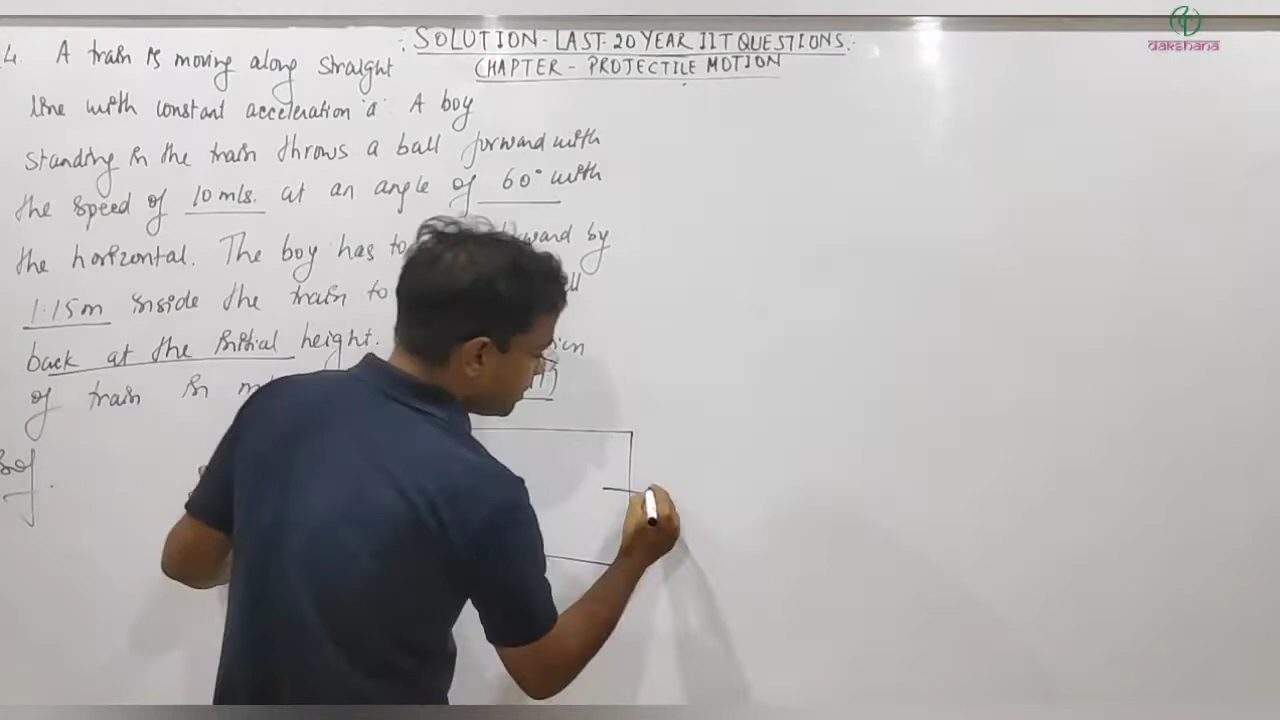 SOLUTION-LAST-20 YEAR IIT QUESTIONS.
CHAPTER - PROJECTILE MOTION
dakshana
4. A train is moving along straight
line with constant acceleration 'a'. A boy
standing in the train throws a ball forward with
the speed of 10 m/s. at an angle of 60° with
the horizontal. The boy has to by
1.15m inside the train to
back at the initial height.
of train in
Sol.